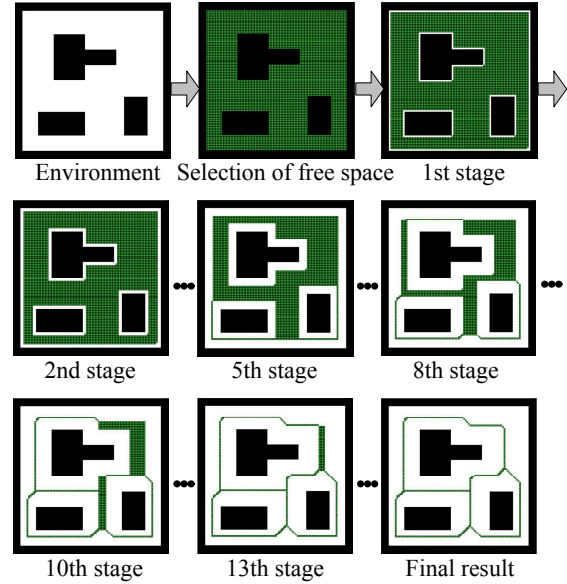 Environment Selection of free space 1st stage
2nd stage 5th stage 8th stage
10th stage 13th stage Final result